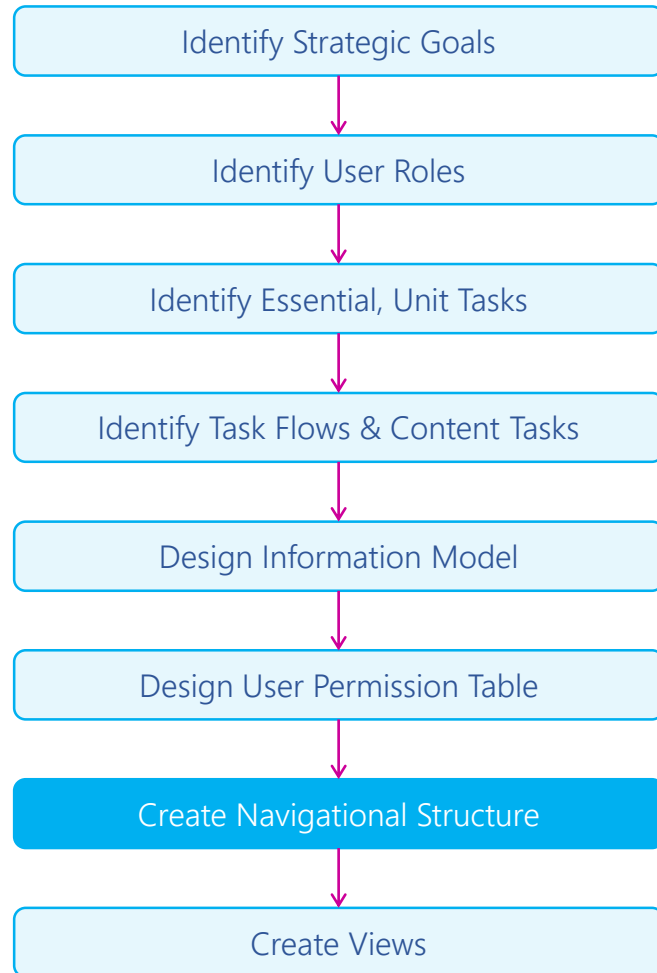 Identify Strategic Goals
Identify User Roles
Identify Essential, Unit Tasks
Identify Task Flows & Content Tasks
Design Information Model
Design User Permission Table
Create Navigational Structure
Create Views